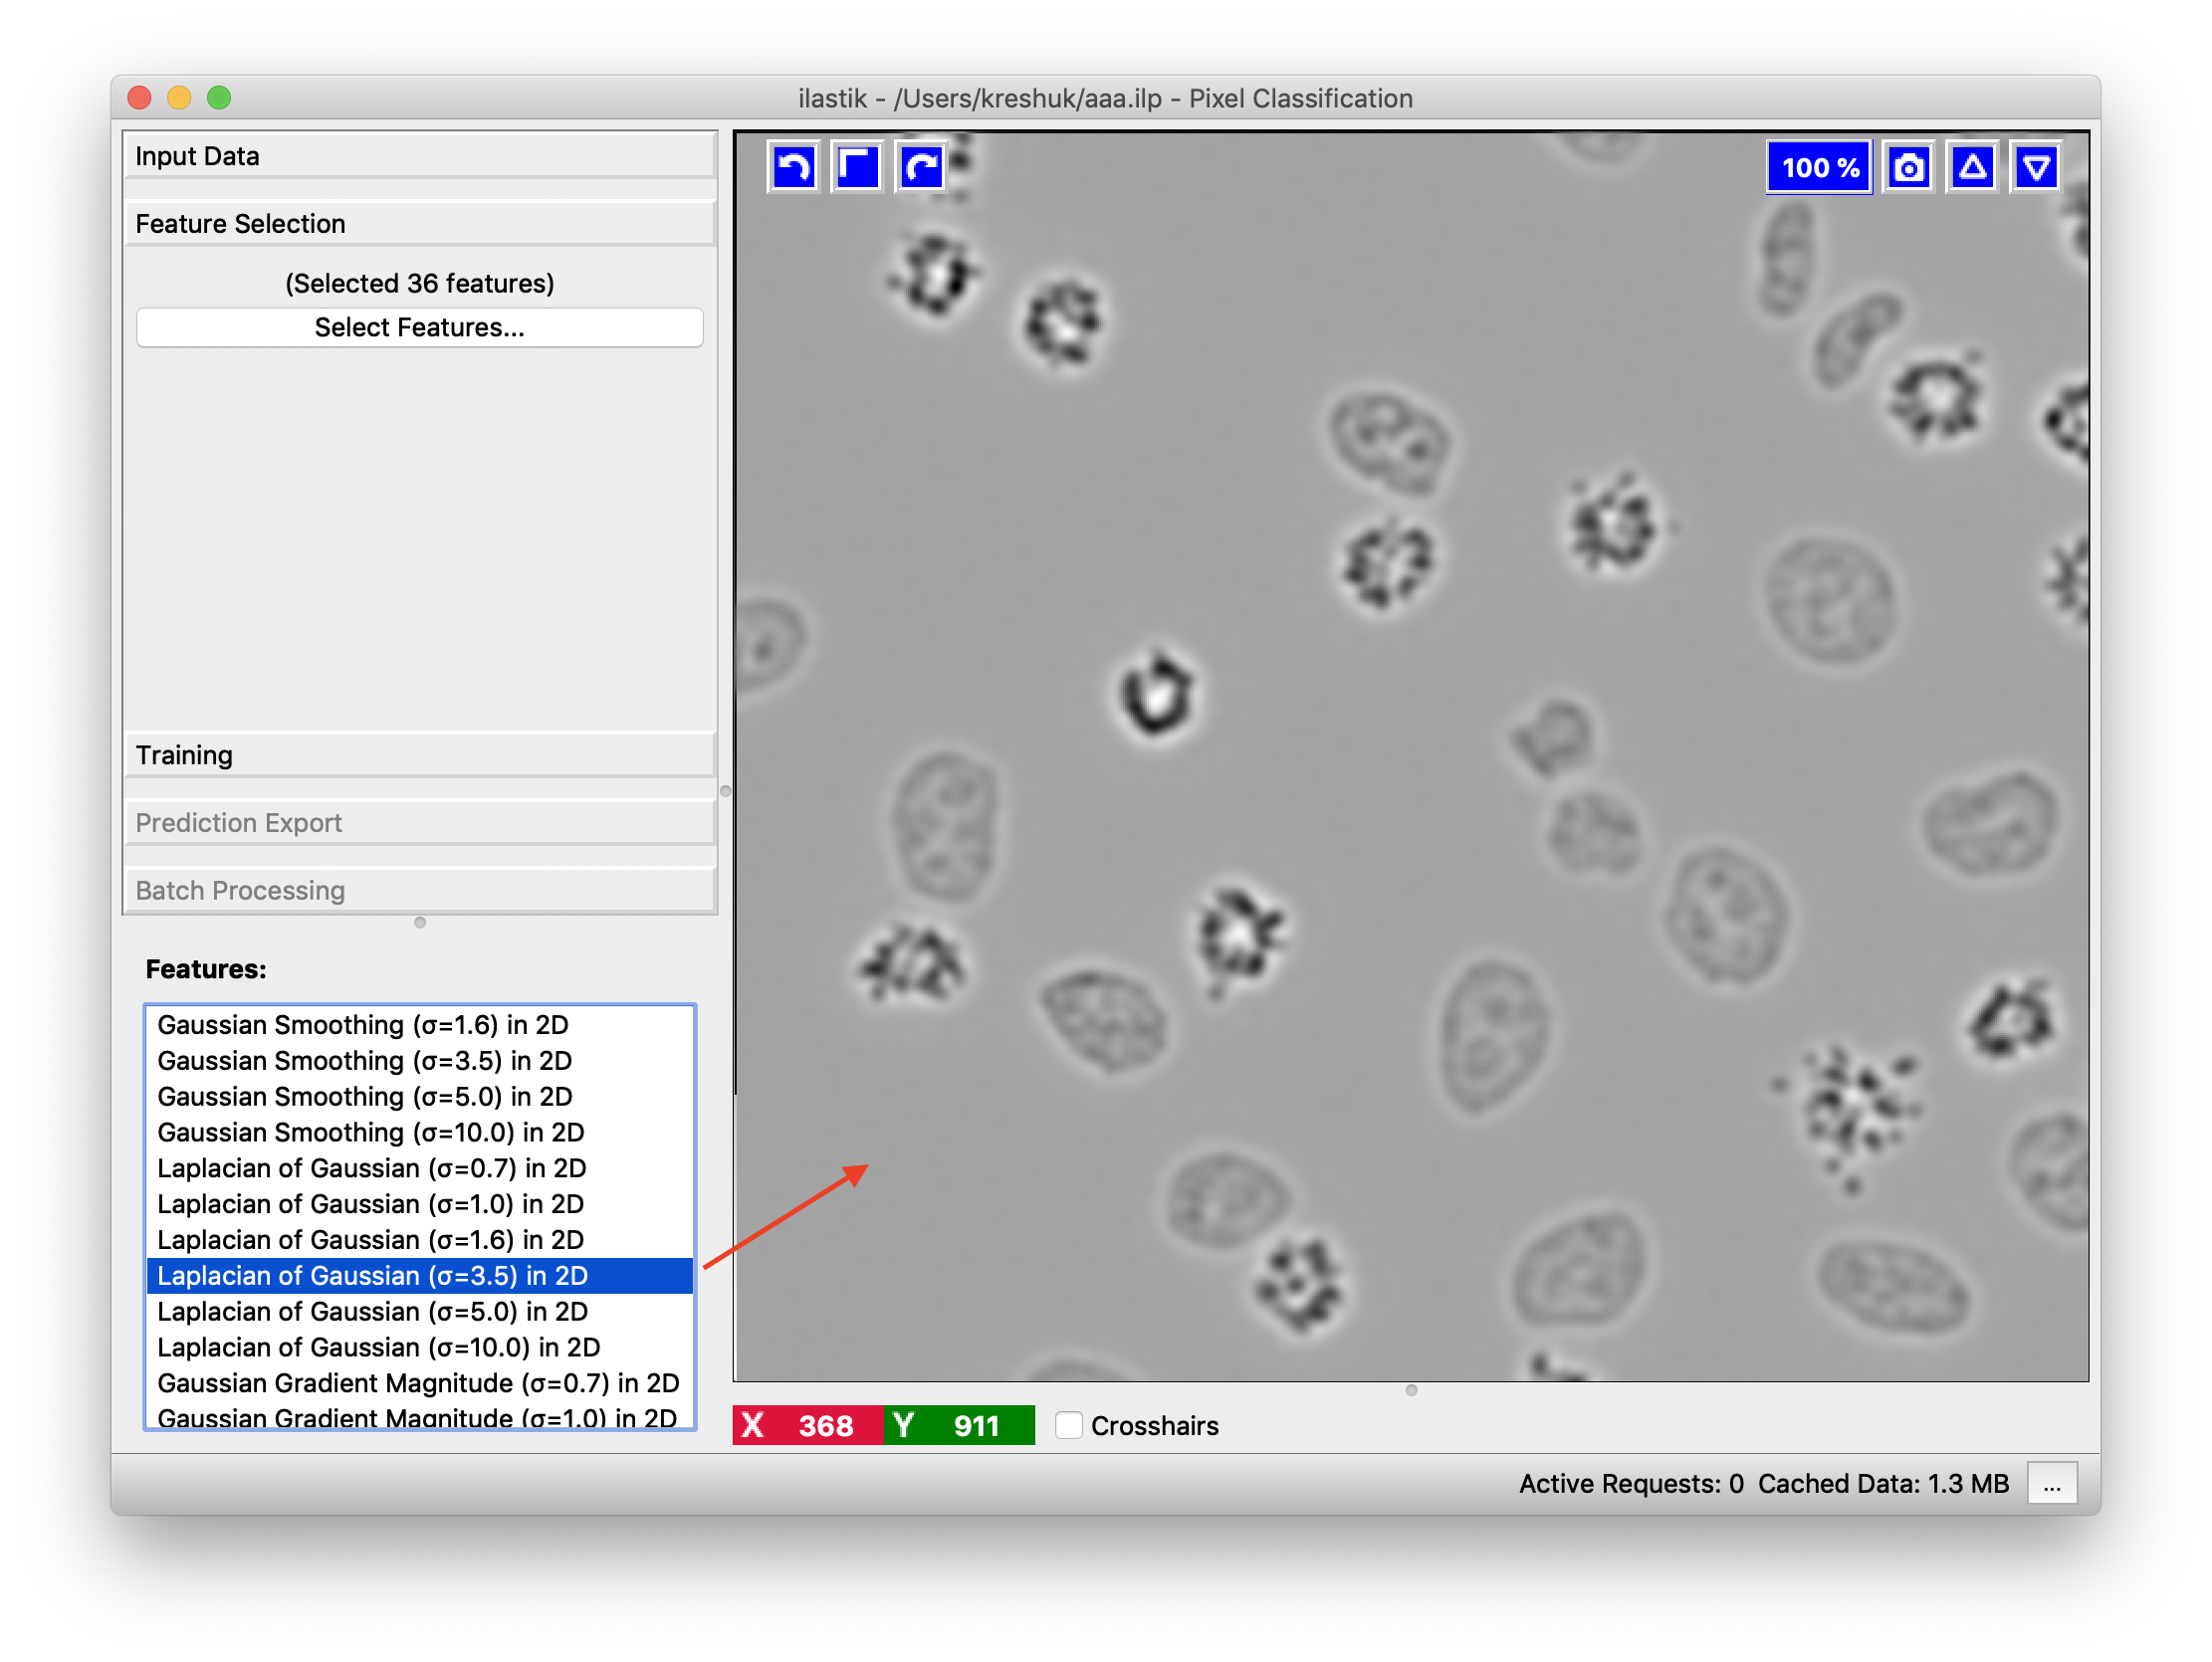 ilastik - /Users/kreshuk/aaa.ilp - Pixel Classification
Input Data
Feature Selection
(Selected 36 features)
Select Features...
Training
Prediction Export
Batch Processing
Features:
Gaussian Smoothing (σ=1.6) in 2D
Gaussian Smoothing (σ=3.5) in 2D
Gaussian Smoothing (σ=5.0) in 2D
Gaussian Smoothing (σ=10.0) in 2D
Laplacian of Gaussian (σ=0.7) in 2D
Laplacian of Gaussian (σ=1.0) in 2D
Laplacian of Gaussian (σ=1.6) in 2D
Laplacian of Gaussian (σ=3.5) in 2D
Laplacian of Gaussian (σ=5.0) in 2D
Laplacian of Gaussian (σ=10.0) in 2D
Gaussian Gradient Magnitude (σ=0.7) in 2D
Gaussian Gradient Magnitude (σ=1.0) in 2D
100 %
X 368 Y 911 Crosshairs
Active Requests: 0 Cached Data: 1.3 MB ...